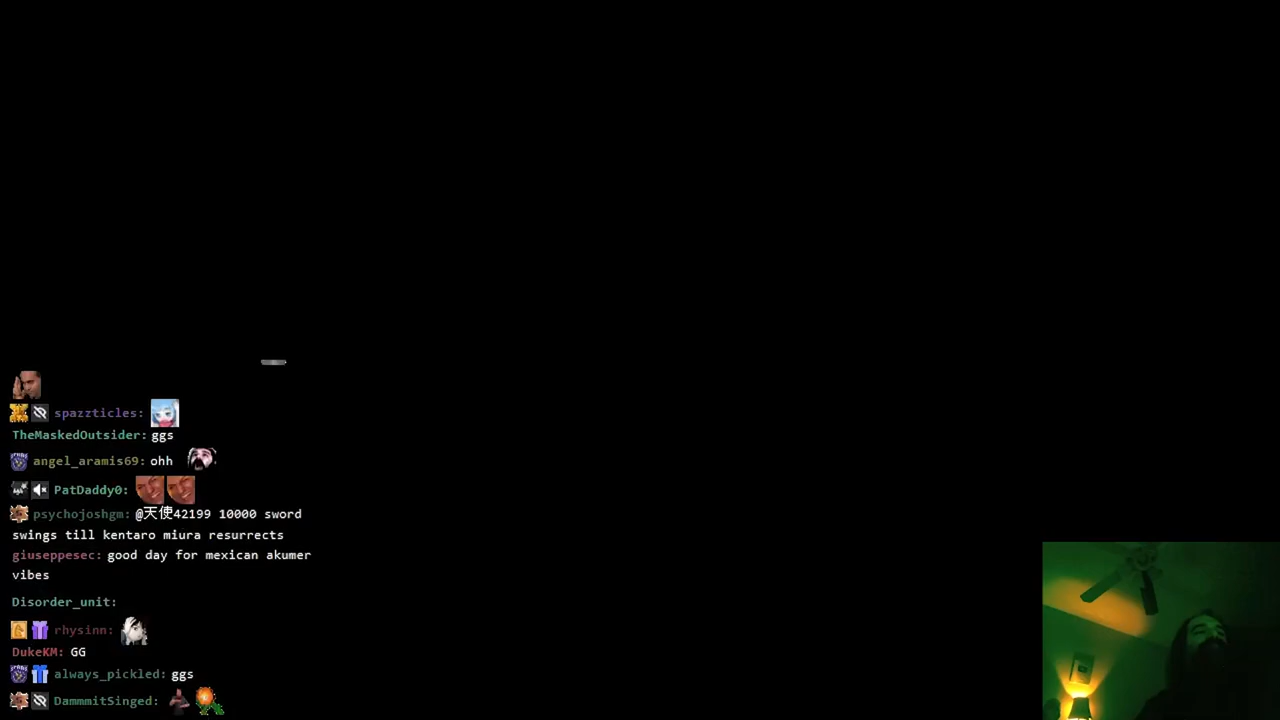 spazzticles:
TheMaskedOutsider: ggs
angel_aramis69: ohh
PatDaddy0:
psychojoshgm: @天使42199 10000 sword
swings till kentaro miura resurrects
giuseppesec: good day for mexican akumer
vibes
Disorder_unit:
rhysinn:
DukeKM: GG
always_pickled: ggs
DammmitSinged: